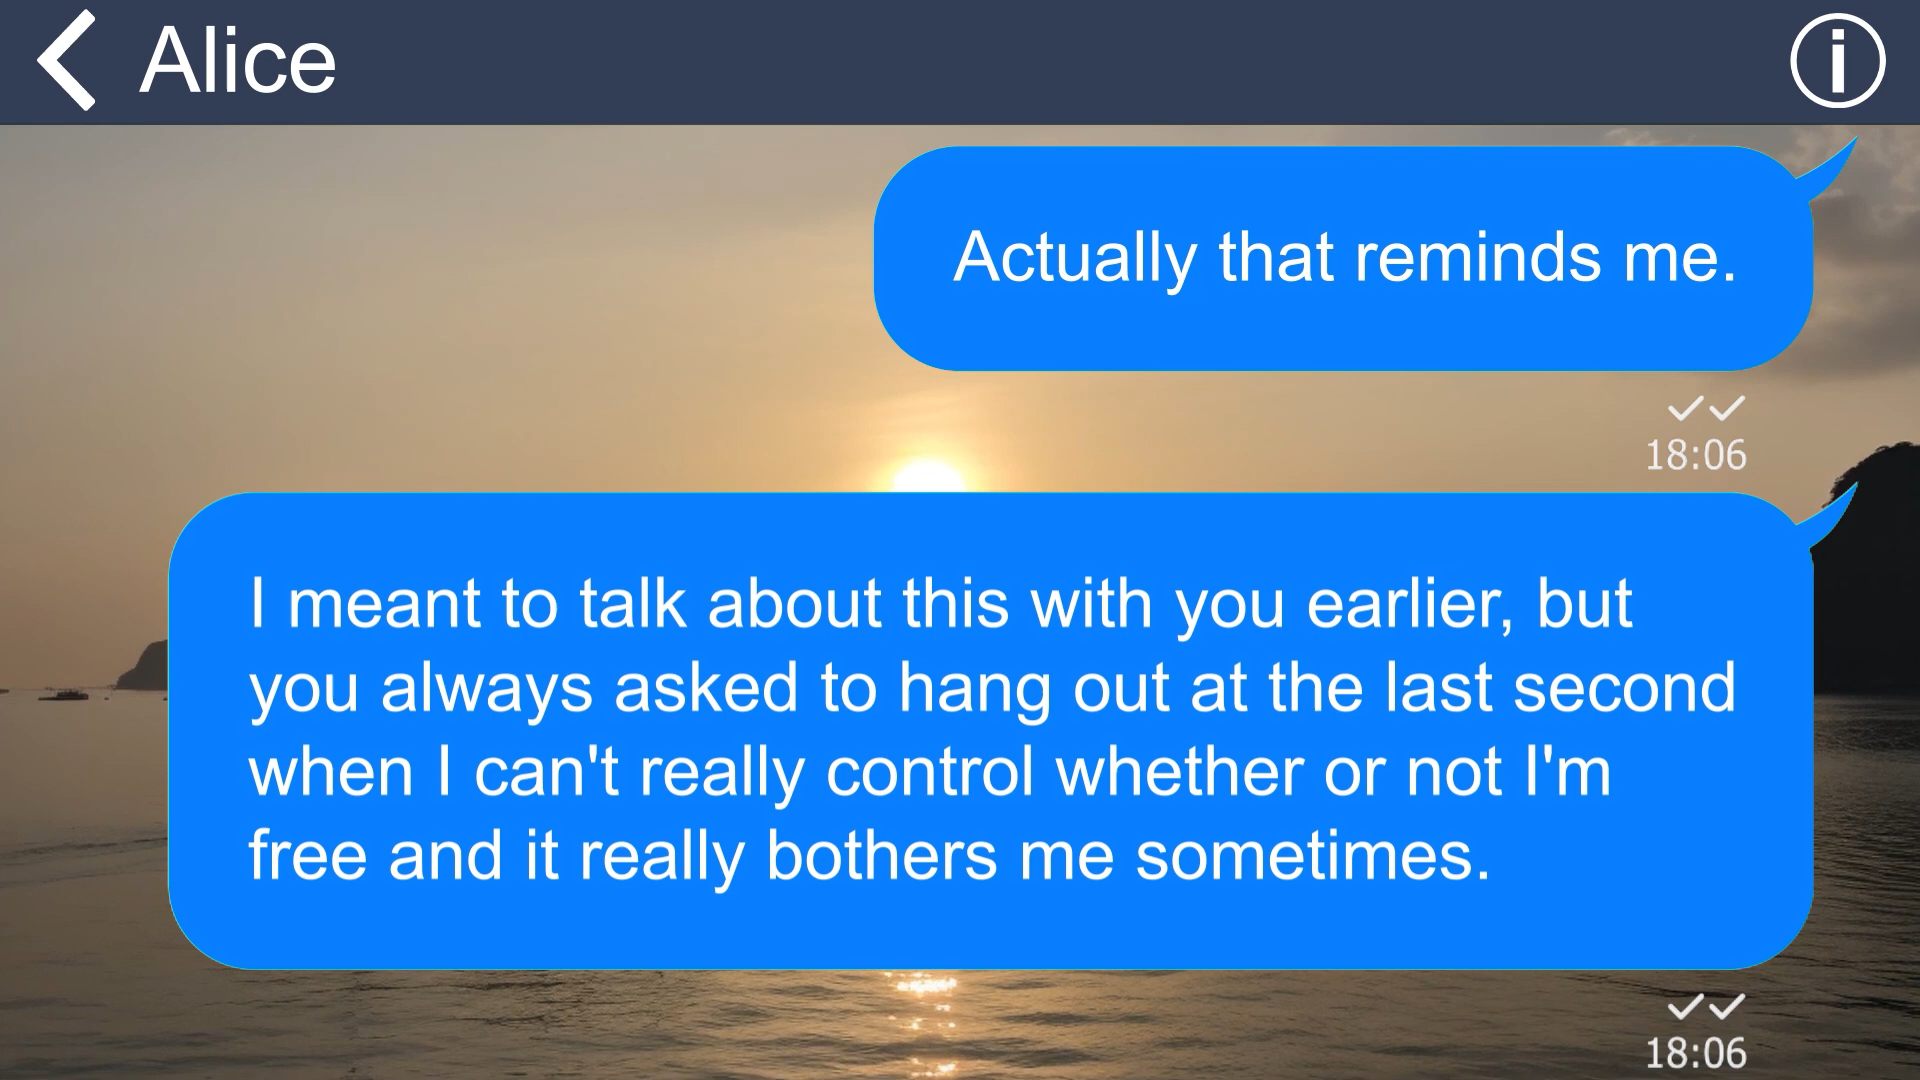 Alice
Actually that reminds me.
18:06
I meant to talk about this with you earlier, but
you always asked to hang out at the last second
when I can't really control whether or not I'm
free and it really bothers me sometimes.
18:06